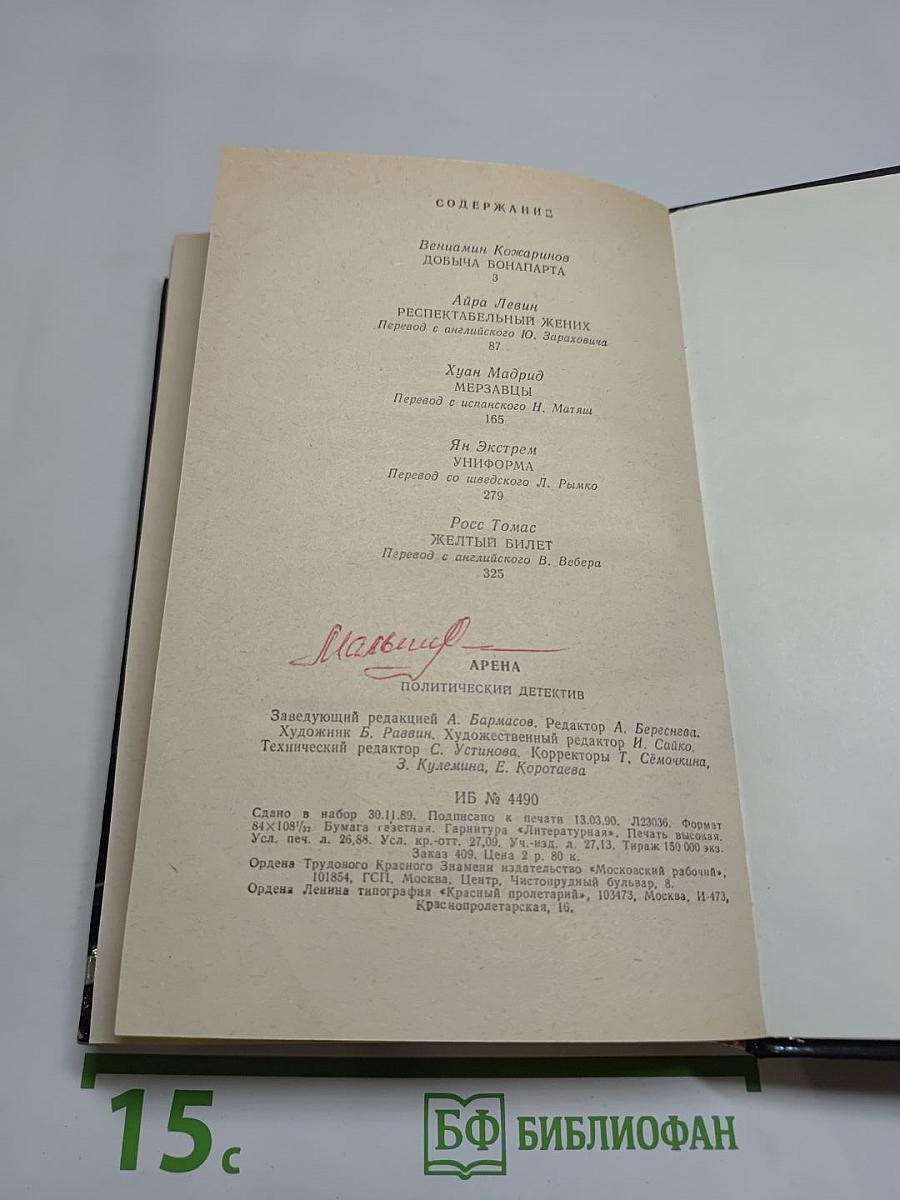 СОДЕРЖАНИЕ
Вениамин Кожаринов
ДОБЫЧА БОНАПАРТА
3
Айра Левин
РЕСПЕКТАБЕЛЬНЫЙ ЖЕНИХ
Перевод с английского Ю. Зараховича
87
Хуан Мадрид
МЕРЗАВЦЫ
Перевод с испанского Н. Матяш
165
Ян Экстрем
УНИФОРМА
Перевод со шведского Л. Рымко
279
Росс Томас
ЖЕЛТЫЙ БИЛЕТ
Перевод с английского В. Вебера
325
АРЕНА
ПОЛИТИЧЕСКИЙ ДЕТЕКТИВ
Заведующий редакцией А. Бармасов. Редактор А. Береснева.
Художник Б. Раввин. Художественный редактор И. Сайко.
Технический редактор С. Устинова. Корректоры Т. Сёмочкина,
З. Кулемина, Е. Коротаева
ИБ № 4490
Сдано в набор 30.11.89. Подписано к печати 13.03.90. Л23036. Формат
84×108¹/₃₂ Бумага газетная. Гарнитура «Литературная». Печать высокая.
Усл. печ. л. 26,88. Усл. кр.-отт. 27,09. Уч.-изд. л. 27,13. Тираж 150 000 экз.
Заказ 409. Цена 2 р. 80 к.
Ордена Трудового Красного Знамени издательство «Московский рабочий»,
101854, ГСП, Москва, Центр, Чистопрудный бульвар, 8.
Ордена Ленина типография «Красный пролетарий», 103473, Москва, И-473,
Краснопролетарская, 16.
15 с
БФ БИБЛИОФАН